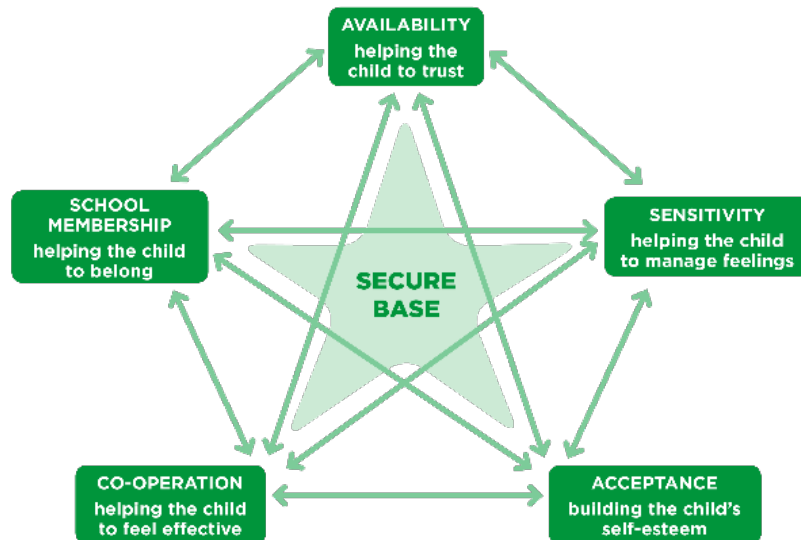 AVAILABILITY
helping the
child to trust
SCHOOL
MEMBERSHIP
helping the child
to belong
SENSITIVITY
helping the child
to manage feelings
SECURE
BASE
CO-OPERATION
helping the child
to feel effective
ACCEPTANCE
building the child's
self-esteem